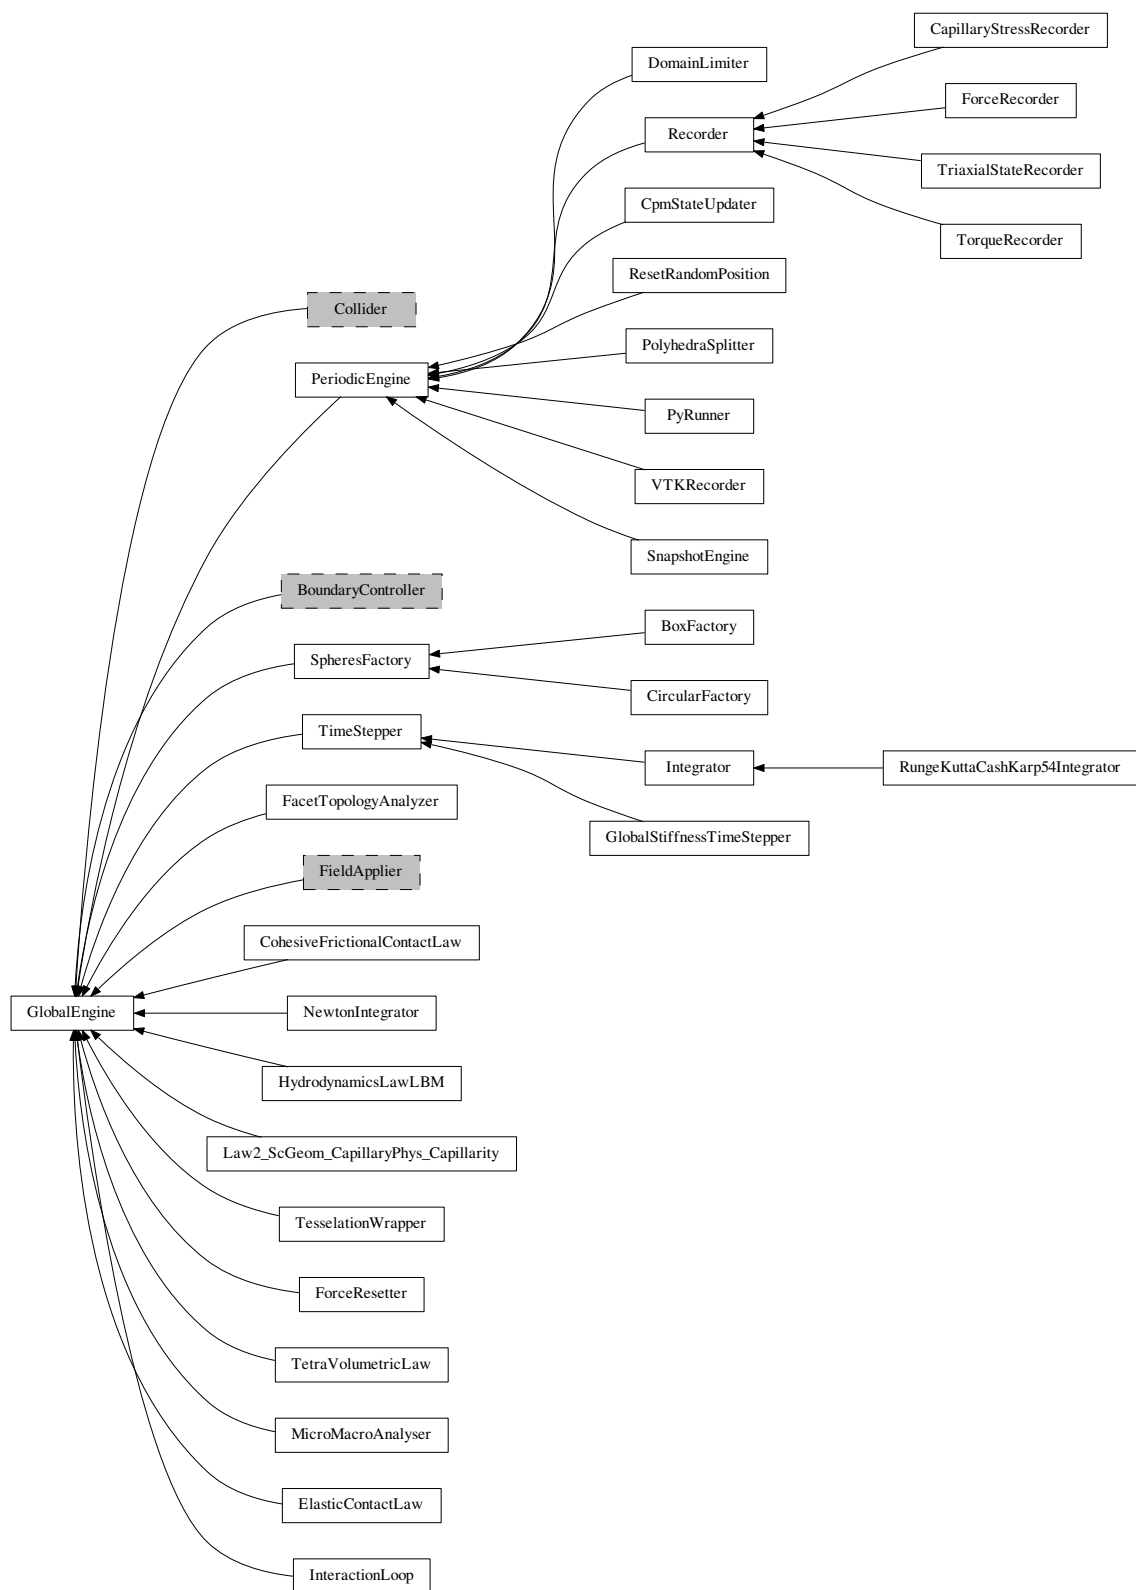 CapillaryStressRecorder
DomainLimiter
ForceRecorder
Recorder
TriaxialStateRecorder
CpmStateUpdater
TorqueRecorder
ResetRandomPosition
Collider
PolyhedraSplitter
PeriodicEngine
PyRunner
VTKRecorder
SnapshotEngine
BoundaryController
BoxFactory
SpheresFactory
CircularFactory
TimeStepper
Integrator
RungeKuttaCashKarp54Integrator
FacetTopologyAnalyzer
GlobalStiffnessTimeStepper
FieldApplier
CohesiveFrictionalContactLaw
GlobalEngine
NewtonIntegrator
HydrodynamicsLawLBM
Law2_ScGeom_CapillaryPhys_Capillarity
TesselationWrapper
ForceResetter
TetraVolumetricLaw
MicroMacroAnalyser
ElasticContactLaw
InteractionLoop